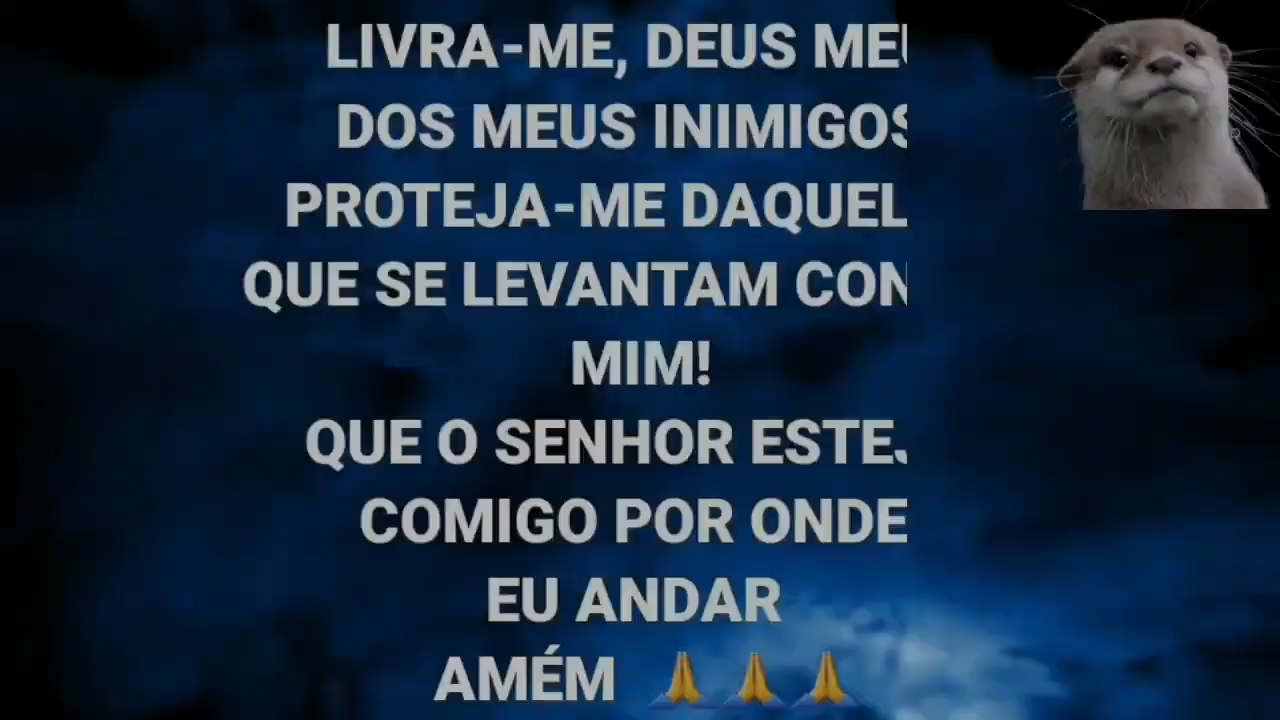 LIVRA-ME, DEUS MEU
DOS MEUS INIMIGOS
PROTEJA-ME DAQUEL
QUE SE LEVANTAM CON
MIM!
QUE O SENHOR ESTEJ
COMIGO POR ONDE
EU ANDAR
AMÉM 🙏🙏🙏